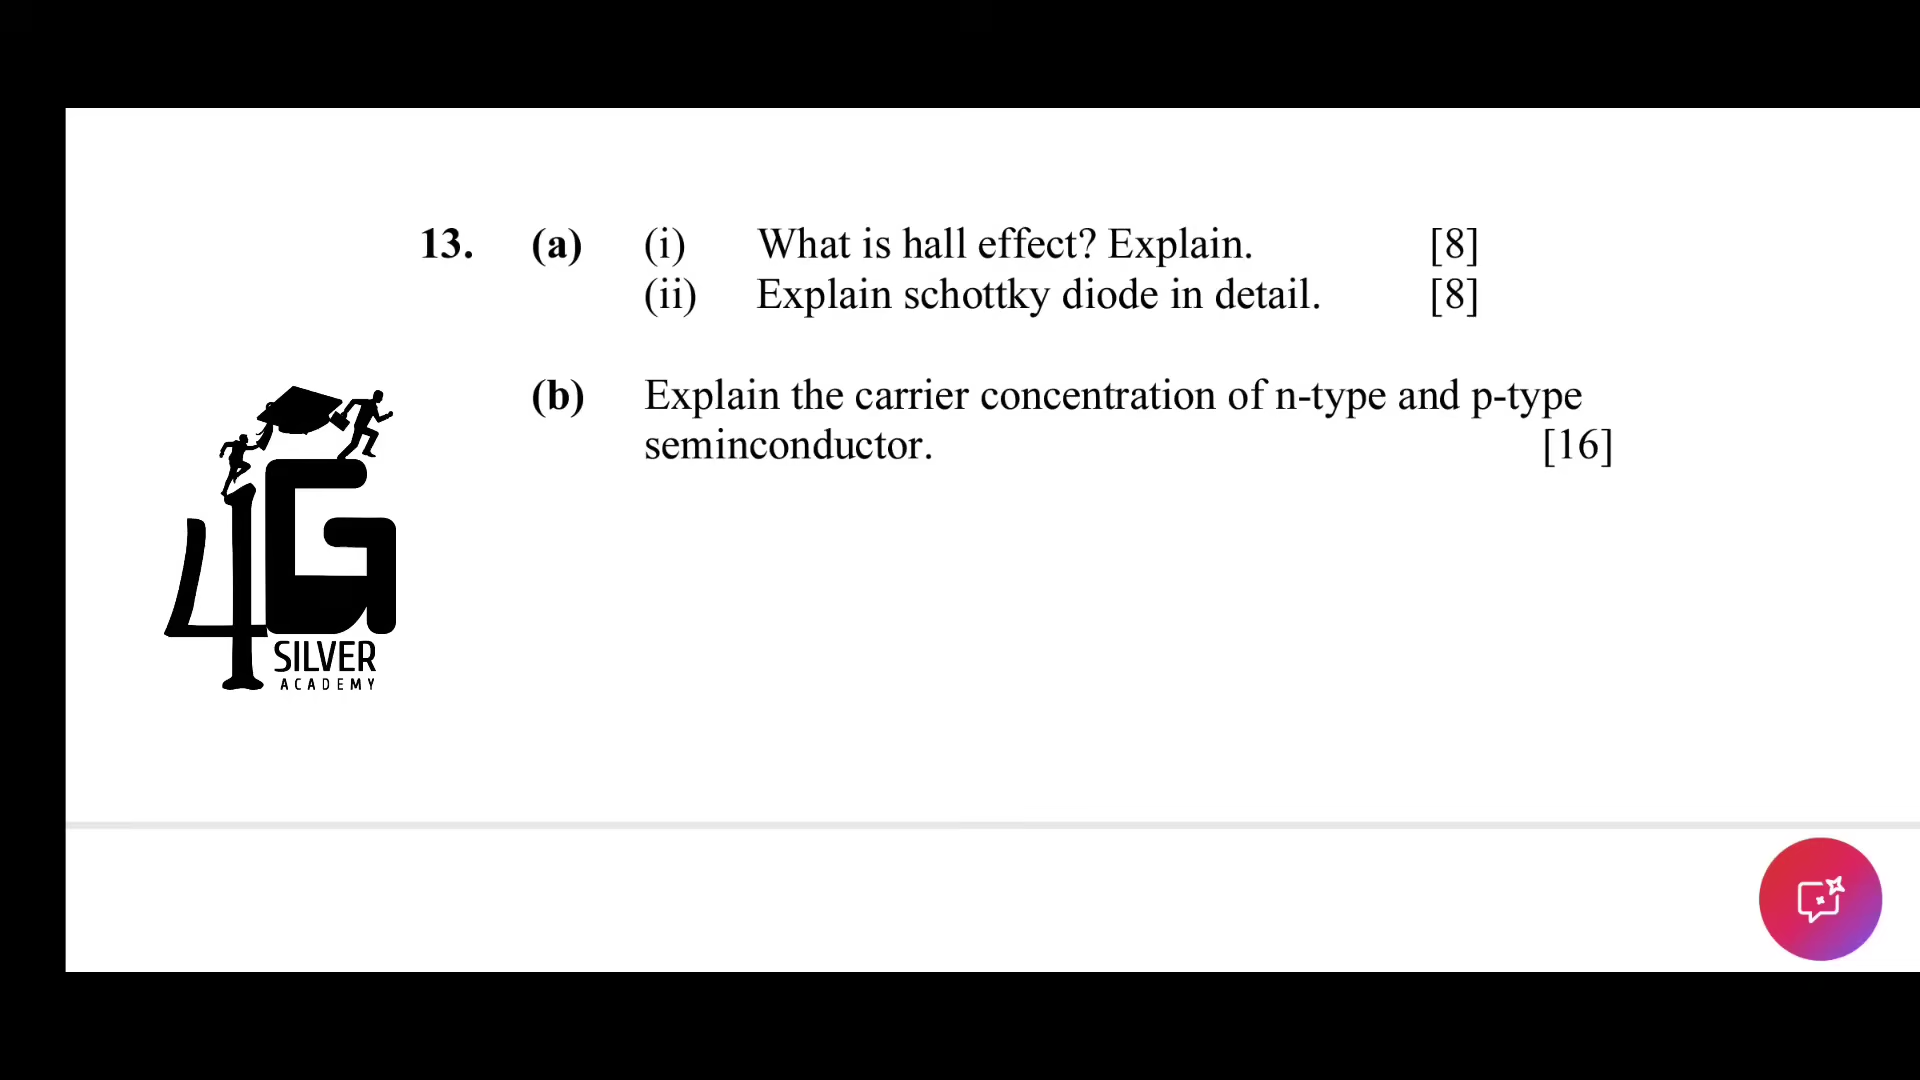 13. (a) (i) What is hall effect? Explain. [8]
(ii) Explain schottky diode in detail. [8]
(b) Explain the carrier concentration of n-type and p-type
seminconductor. [16]
4G
SILVER
ACADEMY